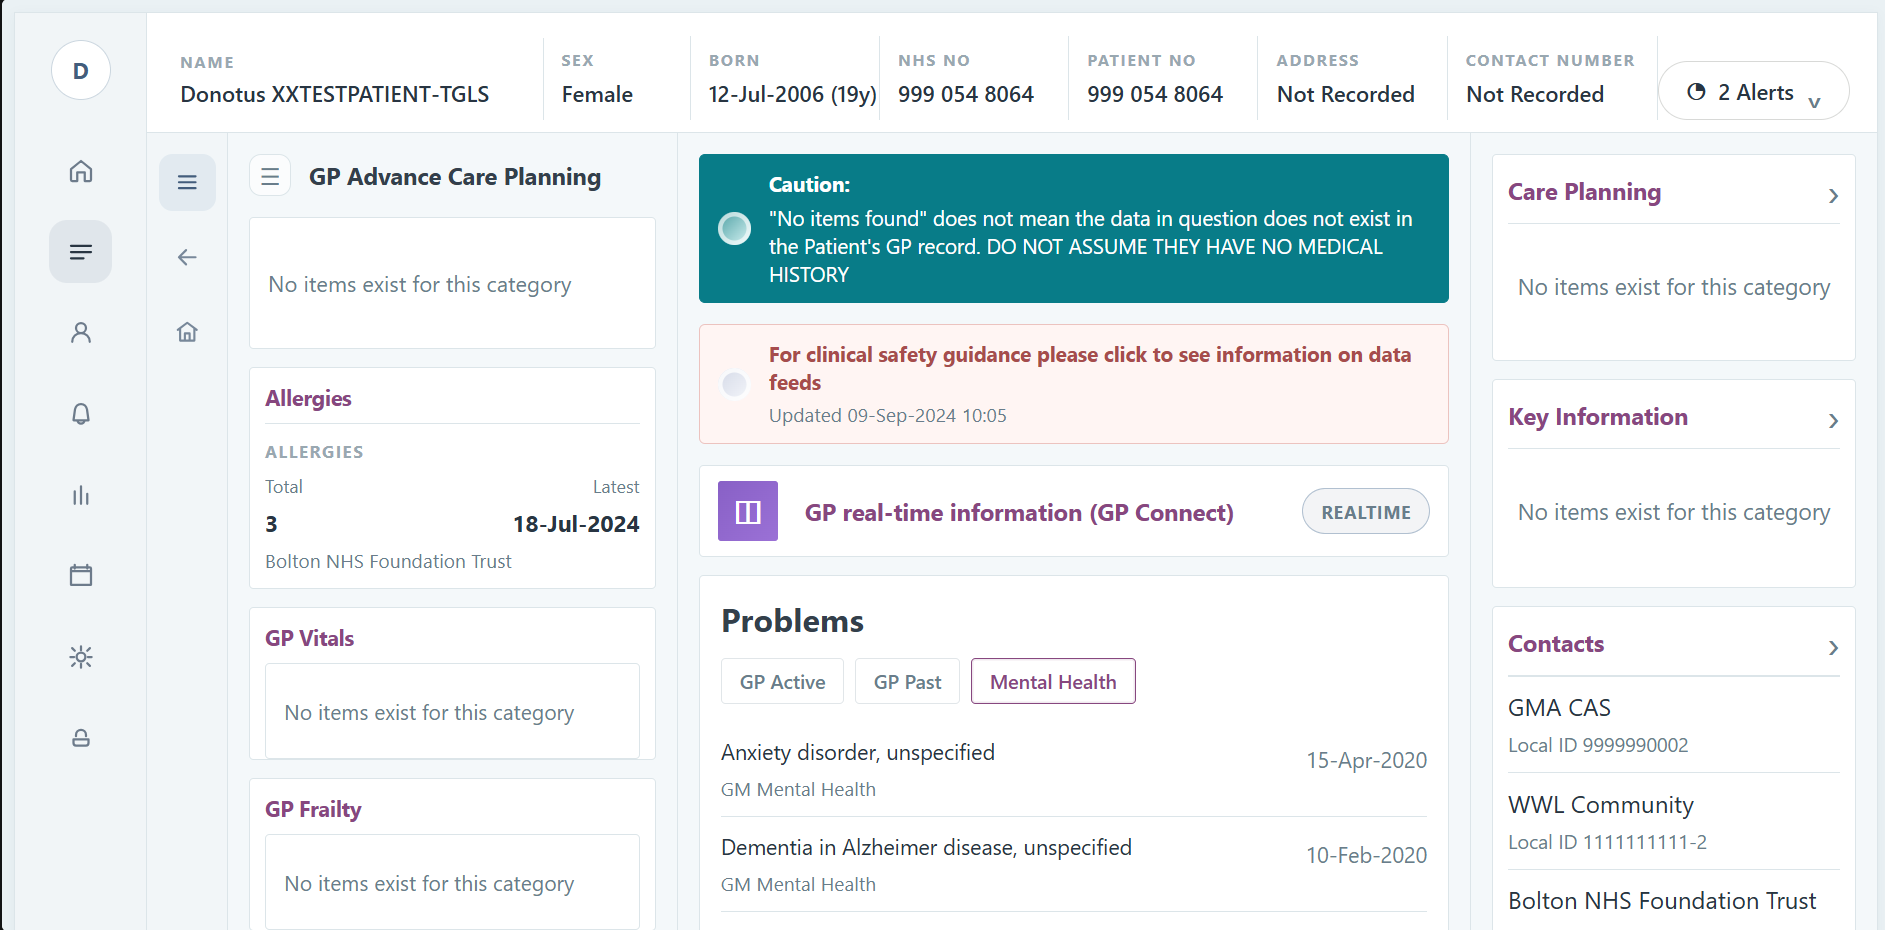 D
NAME
Donotus XXTESTPATIENT-TGLS
SEX
Female
BORN
12-Jul-2006 (19y)
NHS NO
999 054 8064
PATIENT NO
999 054 8064
ADDRESS
Not Recorded
CONTACT NUMBER
Not Recorded
2 Alerts
GP Advance Care Planning
No items exist for this category
Allergies
ALLERGIES
Total Latest
3 18-Jul-2024
Bolton NHS Foundation Trust
GP Vitals
No items exist for this category
GP Frailty
No items exist for this category
Caution:
"No items found" does not mean the data in question does not exist in
the Patient's GP record. DO NOT ASSUME THEY HAVE NO MEDICAL
HISTORY
For clinical safety guidance please click to see information on data
feeds
Updated 09-Sep-2024 10:05
GP real-time information (GP Connect)
REALTIME
Problems
GP Active GP Past Mental Health
Anxiety disorder, unspecified
15-Apr-2020
GM Mental Health
Dementia in Alzheimer disease, unspecified
10-Feb-2020
GM Mental Health
Care Planning
No items exist for this category
Key Information
No items exist for this category
Contacts
GMA CAS
Local ID 9999990002
WWL Community
Local ID 1111111111-2
Bolton NHS Foundation Trust